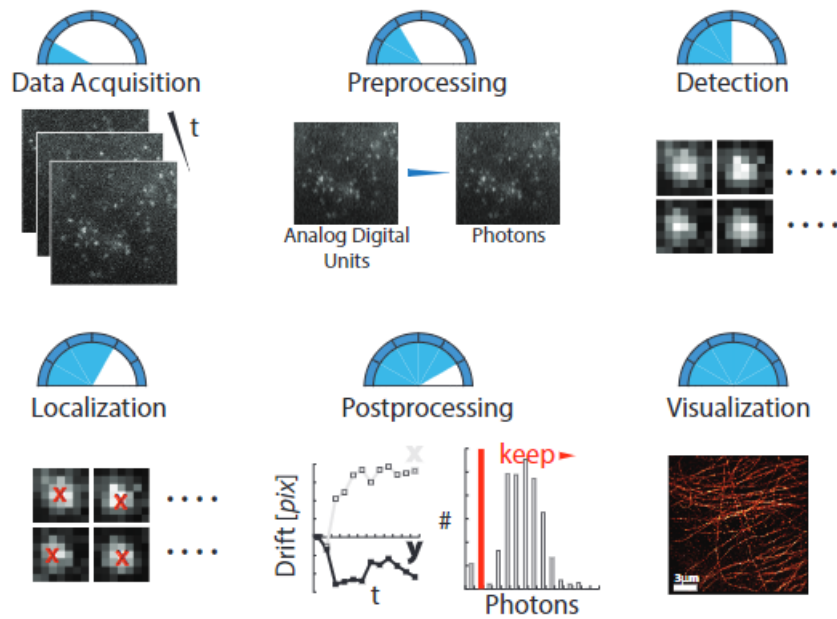 Data Acquisition
Preprocessing
Detection
t
Analog Digital
Units
Photons
Localization
Postprocessing
Visualization
x x
x x
Drift [pix]
x
y
t
#
keep
Photons
3µm